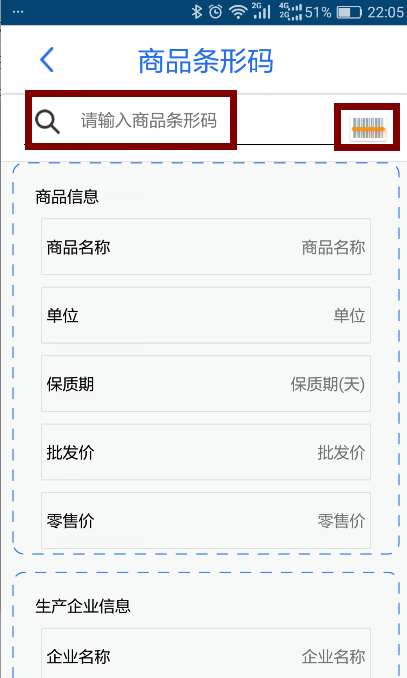 2G 4G 2G 51% 22:05
商品条形码
请输入商品条形码
商品信息
商品名称 商品名称
单位 单位
保质期 保质期(天)
批发价 批发价
零售价 零售价
生产企业信息
企业名称 企业名称